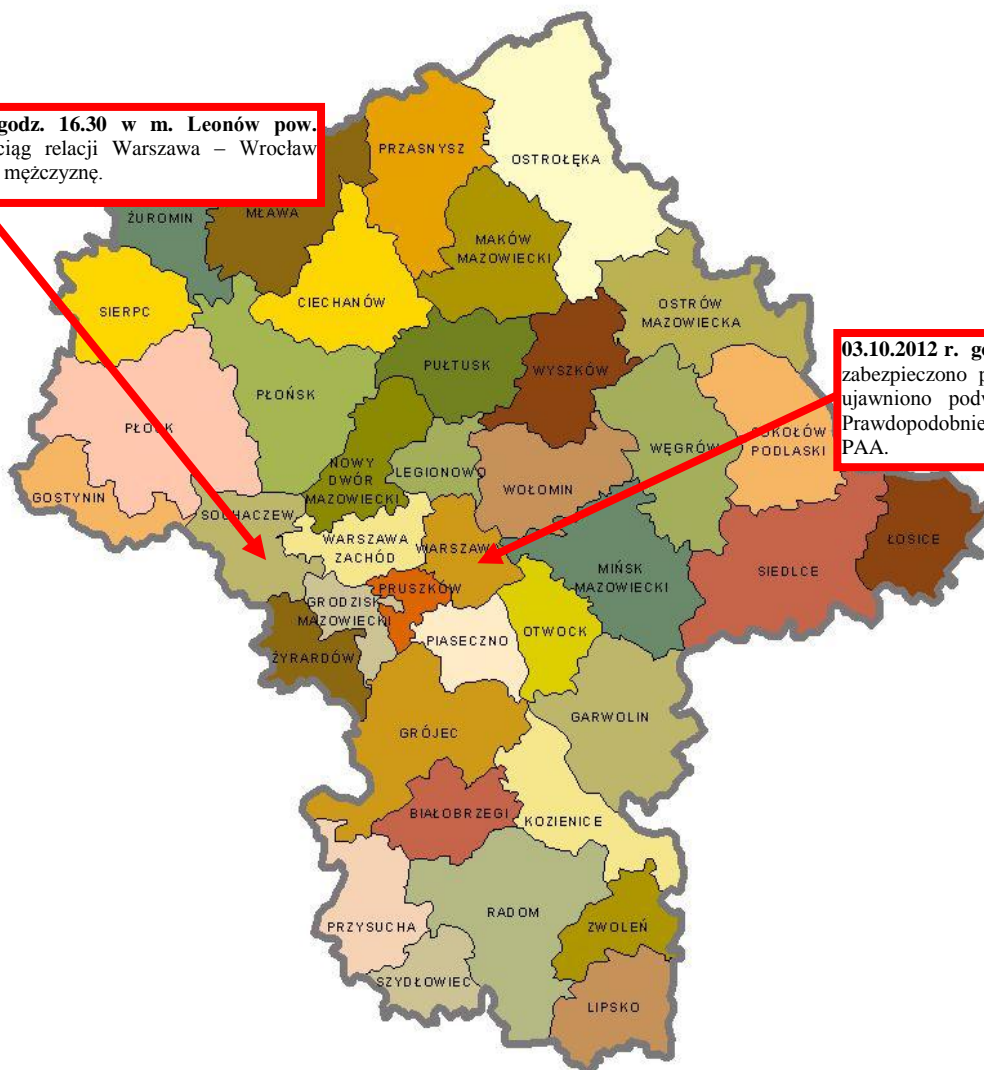 godz. 16.30 w m. Leonów pow.
ciąg relacji Warszawa – Wrocław
mężczyznę.
PRZASNYSZ
OSTROŁĘKA
ŻUROMIN
MŁAWA
MAKÓW
MAZOWIECKI
SIERPC
CIECHANÓW
OSTRÓW
MAZOWIECKA
PUŁTUSK
WYSZKÓW
PŁOŃSK
03.10.2012 r. go
zabezpieczono p
ujawniono podw
Prawdopodobnie
PAA.
PŁOCK
WĘGRÓW
SOKOŁÓW
PODLASKI
NOWY
DWÓR
MAZOWIECKI
LEGIONOWO
WOŁOMIN
GOSTYNIN
SOCHACZEW
WARSZAWA
ZACHÓD
WARSZAWA
MIŃSK
MAZOWIECKI
SIEDLCE
ŁOSICE
PRUSZKÓW
GRODZISK
MAZOWIECKI
PIASECZNO
OTWOCK
ŻYRARDÓW
GARWOLIN
GRÓJEC
BIAŁOBRZEGI
KOZIENICE
RADOM
PRZYSUCHA
ZWOLEŃ
SZYDŁOWIEC
LIPSKO